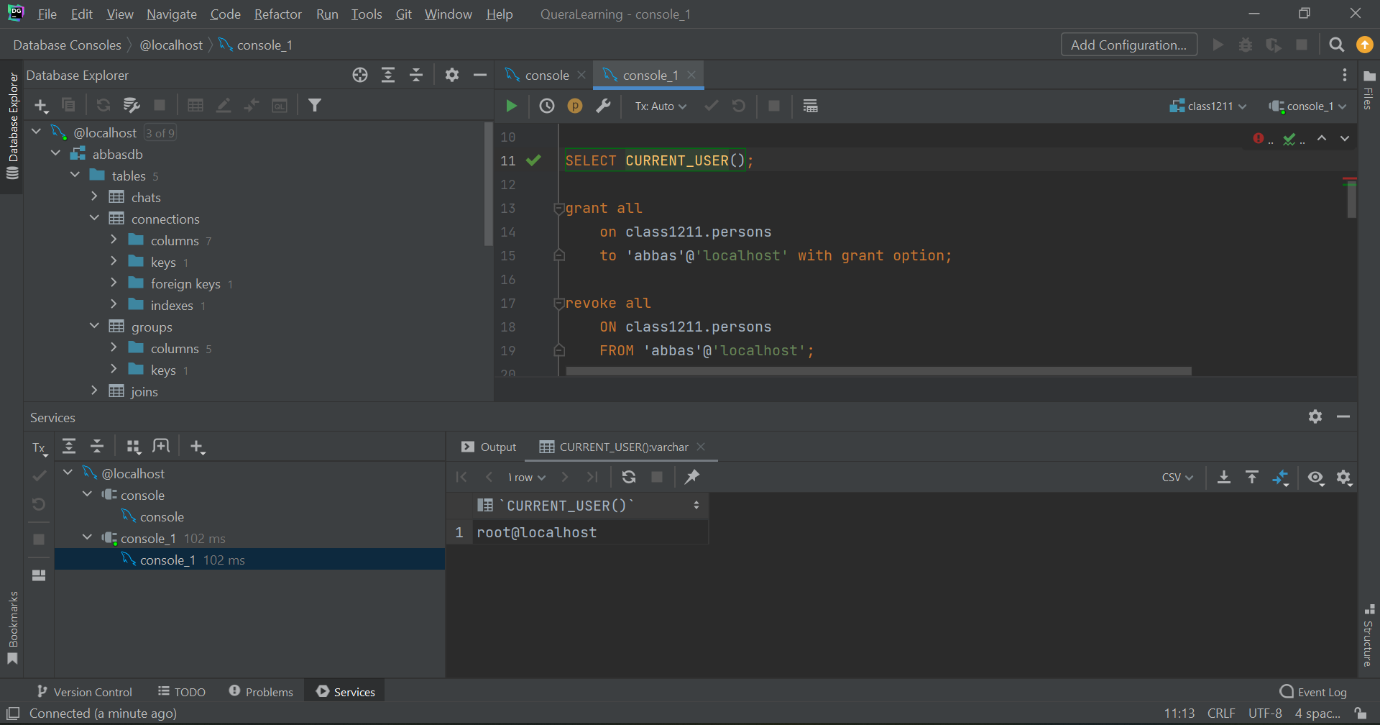 DG File Edit View Navigate Code Refactor Run Tools Git Window Help QueraLearning - console_1
Database Consoles @localhost console_1 Add Configuration...
Database Explorer
Database Explorer
console console_1
Files
Tx: Auto class1211 console_1
@localhost 3 of 9
abbasdb
tables 5
chats
connections
columns 7
keys 1
foreign keys 1
indexes 1
groups
columns 5
keys 1
joins
10
11 SELECT CURRENT_USER();
12
13 grant all
14 on class1211.persons
15 to 'abbas'@'localhost' with grant option;
16
17 revoke all
18 ON class1211.persons
19 FROM 'abbas'@'localhost';
20
Services
Tx
@localhost
console
console
console_1 102 ms
console_1 102 ms
Output CURRENT_USER():varchar
1 row CSV
`CURRENT_USER()`
1 root@localhost
Bookmarks
Structure
Version Control TODO Problems Services Event Log
Connected (a minute ago) 11:13 CRLF UTF-8 4 spac...